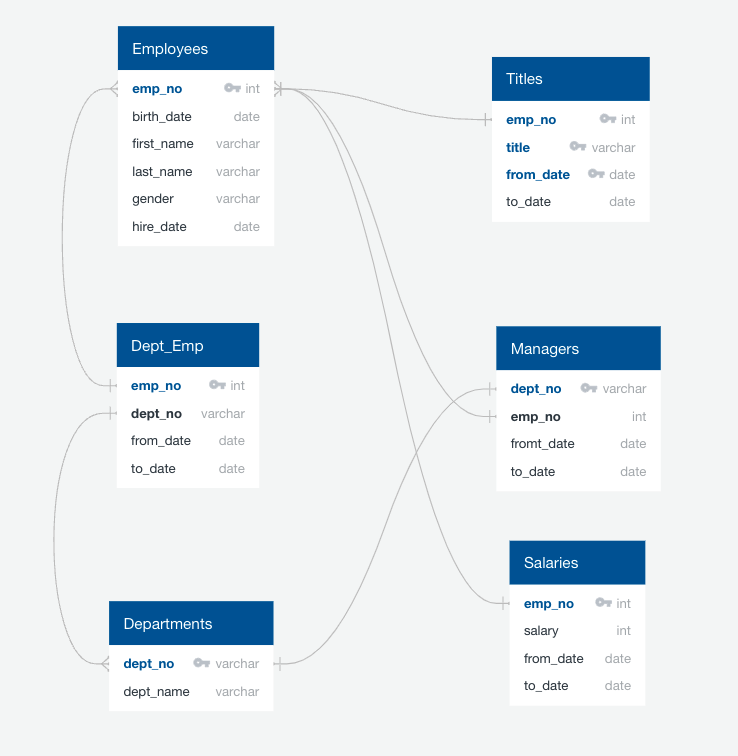 Employees
emp_no int
birth_date date
first_name varchar
last_name varchar
gender varchar
hire_date date
Titles
emp_no int
title varchar
from_date date
to_date date
Dept_Emp
emp_no int
dept_no varchar
from_date date
to_date date
Managers
dept_no varchar
emp_no int
fromt_date date
to_date date
Departments
dept_no varchar
dept_name varchar
Salaries
emp_no int
salary int
from_date date
to_date date